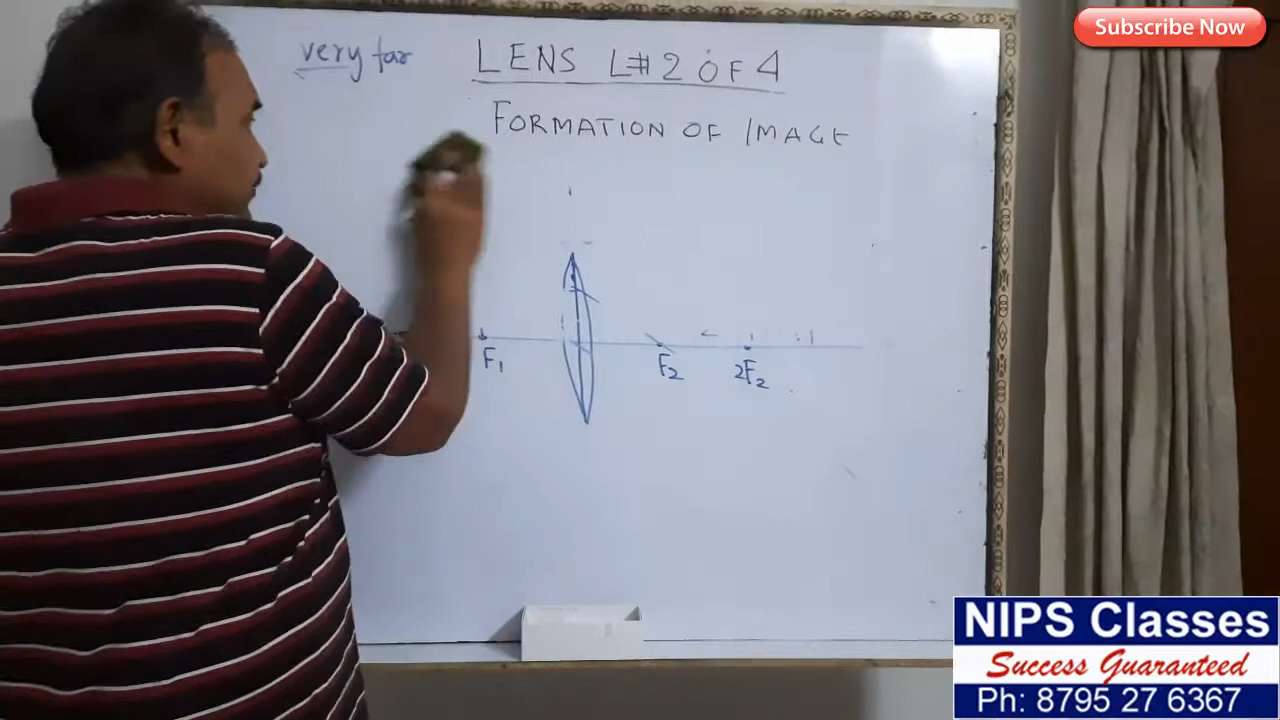 Subscribe Now
very far
LENS L#2 OF 4
FORMATION OF IMAGE
F1
F2
2F2
NIPS Classes
Success Guaranteed
Ph: 8795 27 6367